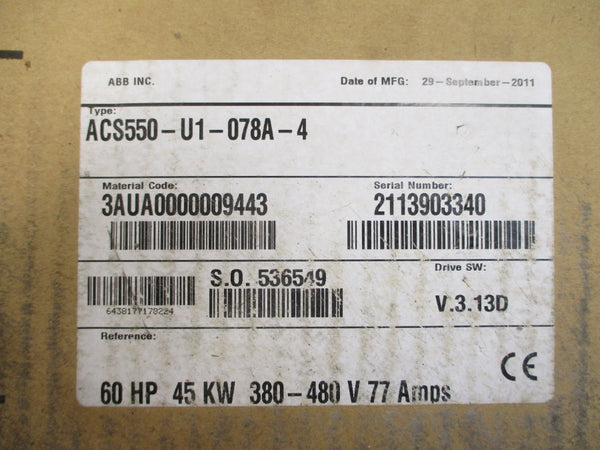 ABB INC. Date of MFG: 29-September-2011
Type:
ACS550-U1-078A-4
Material Code: Serial Number:
3AUA0000009443 2113903340
S.O. 536549 Drive SW:
6438177178224 V.3.13D
Reference:
CE
60 HP 45 KW 380-480 V 77 Amps